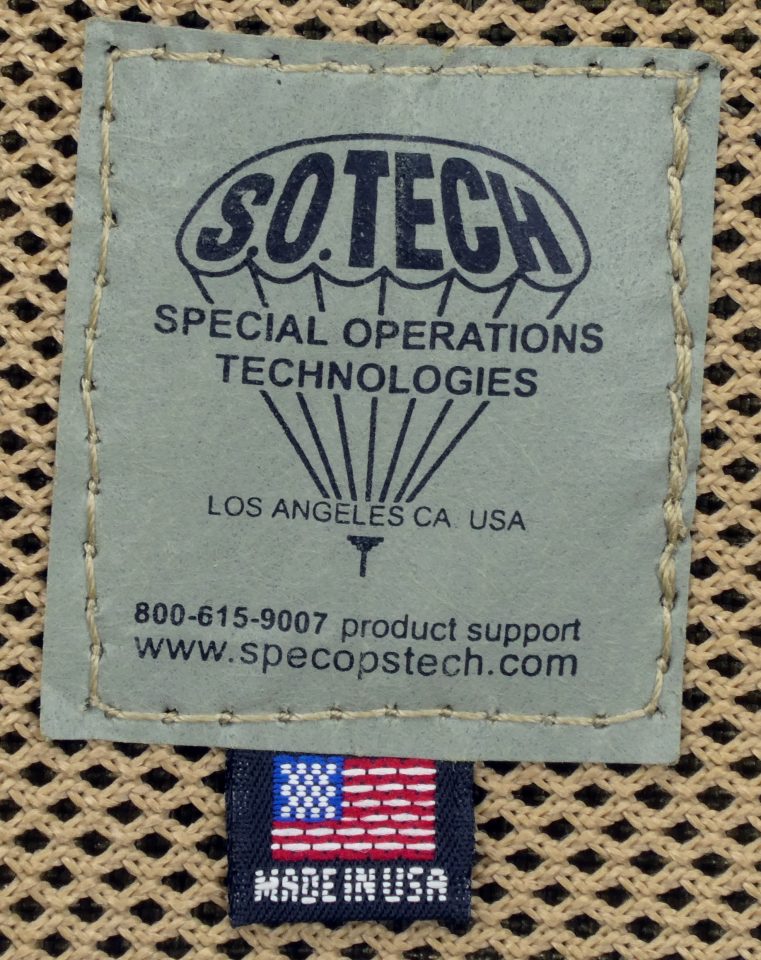 S.O.TECH
SPECIAL OPERATIONS
TECHNOLOGIES
LOS ANGELES CA USA
800-615-9007 product support
www.specopstech.com
MADE IN USA